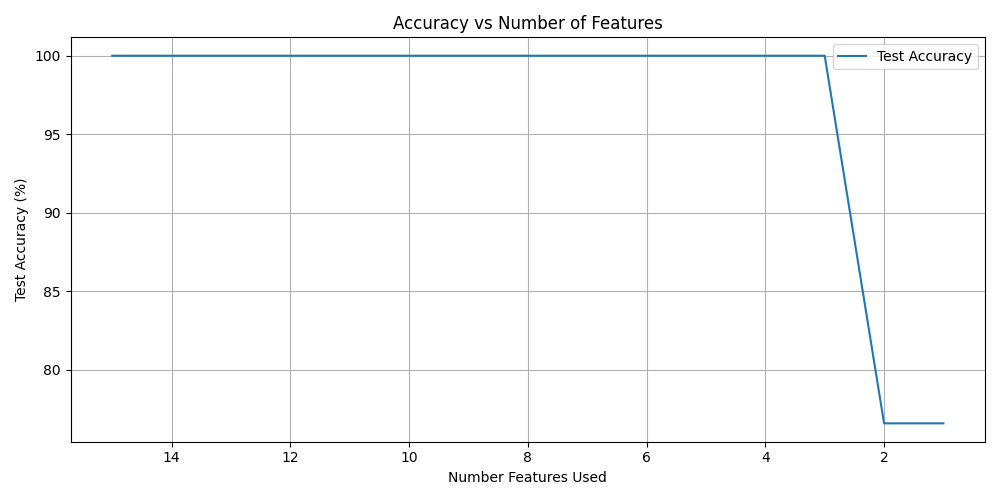 Accuracy vs Number of Features
Test Accuracy
100
95
90
85
80
Test Accuracy (%)
14 12 10 8 6 4 2
Number Features Used